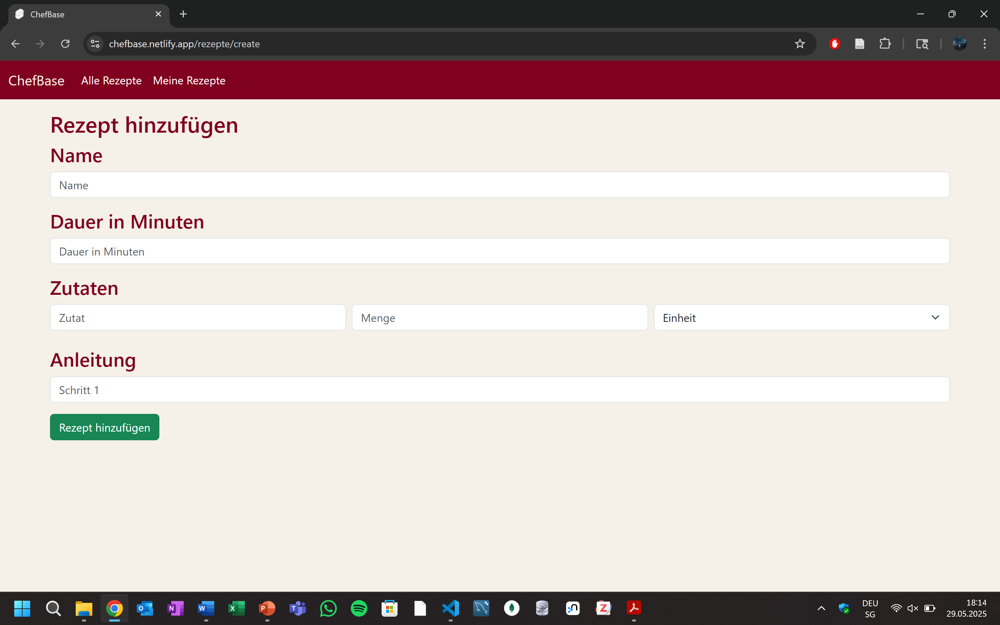 ChefBase
chefbase.netlify.app/rezepte/create
ChefBase Alle Rezepte Meine Rezepte
Rezept hinzufügen
Name
Name
Dauer in Minuten
Dauer in Minuten
Zutaten
Zutat Menge Einheit
Anleitung
Schritt 1
Rezept hinzufügen
DEU
SG
18:14
29.05.2025